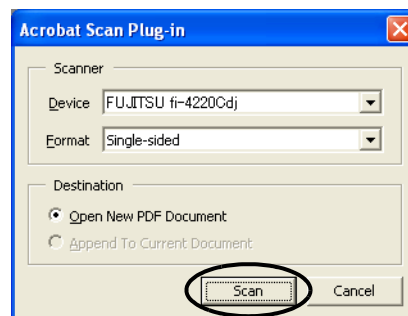 Acrobat Scan Plug-in
Scanner
Device FUJITSU fi-4220Cdj
Format Single-sided
Destination
Open New PDF Document
Append To Current Document
Scan Cancel